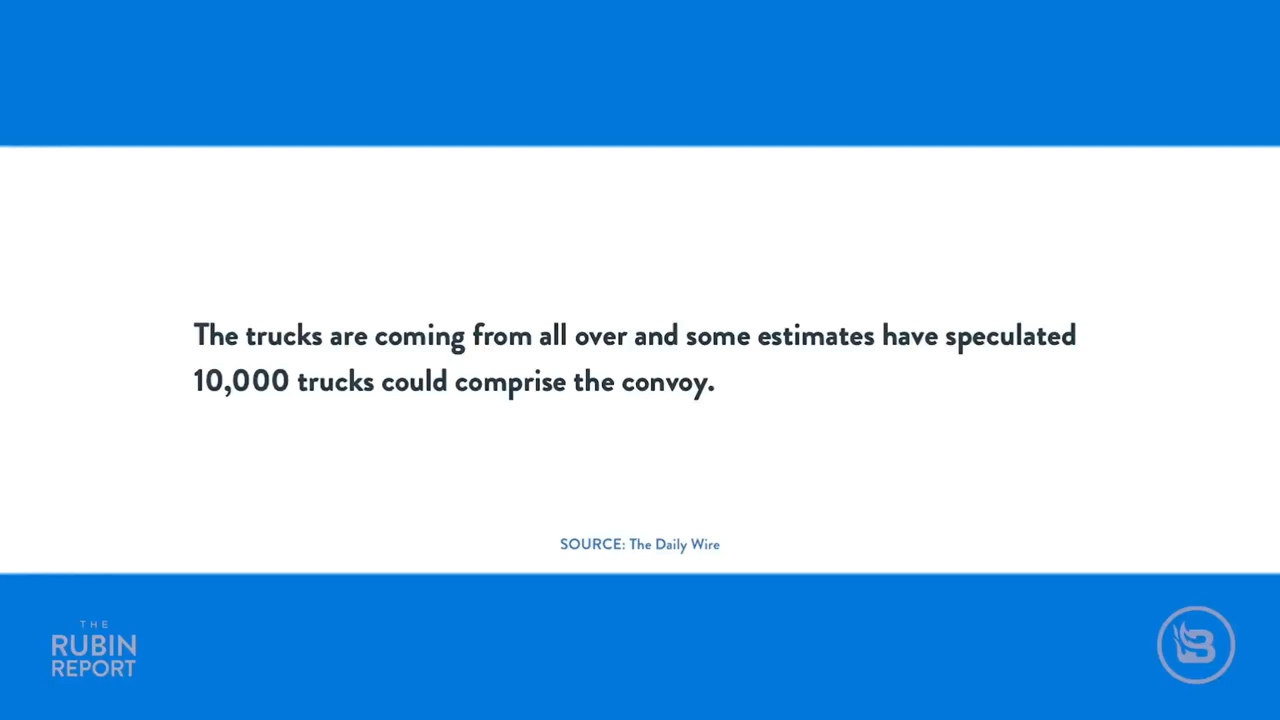 The trucks are coming from all over and some estimates have speculated
10,000 trucks could comprise the convoy.
SOURCE: The Daily Wire
THE
RUBIN
REPORT
B